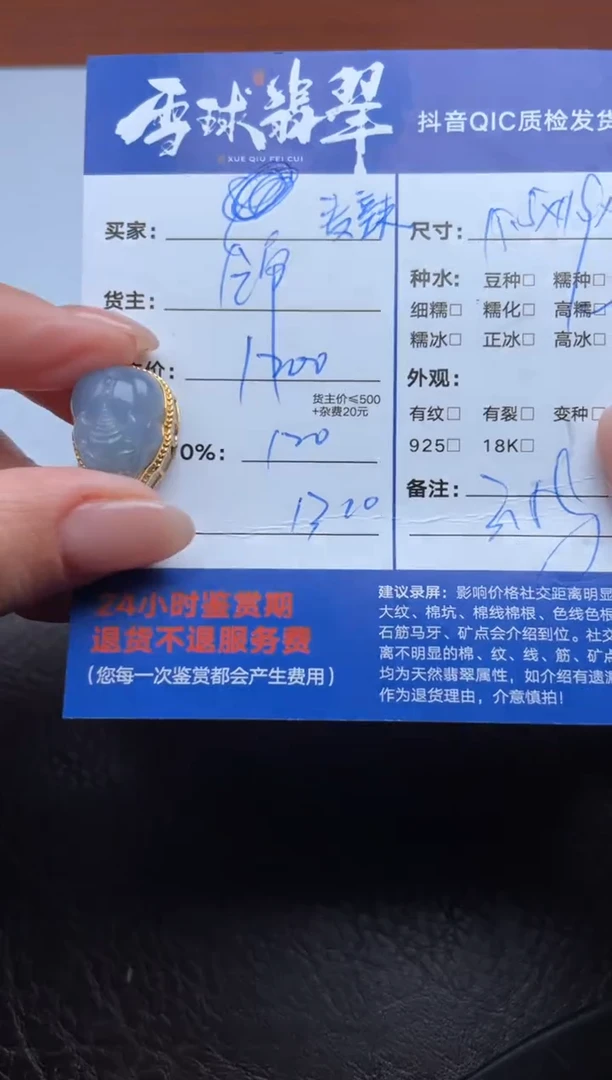 雪球翡翠
XUE QIU FEI CUI
抖音QIC质检发货
买家：
货主：
价： 1200
货主价≤500
+杂费20元
0%： 120
1320
尺寸：
种水： 豆种□ 糯种□
细糯□ 糯化□ 高糯□
糯冰□ 正冰□ 高冰□
外观：
有纹□ 有裂□ 变种□
925□ 18K□
备注：
24小时鉴赏期
退货不退服务费
（您每一次鉴赏都会产生费用）
建议录屏：影响价格社交距离明显
大纹、棉坑、棉线棉根、色线色根
石筋马牙、矿点会介绍到位。社交
离不明显的棉、纹、线、筋、矿点
均为天然翡翠属性，如介绍有遗漏
作为退货理由，介意慎拍！